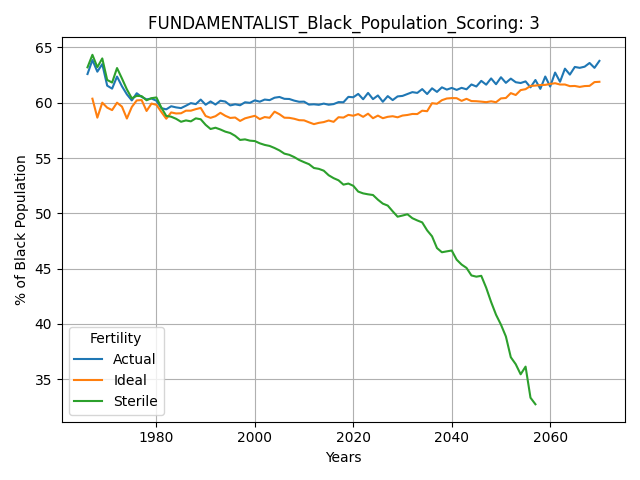 FUNDAMENTALIST_Black_Population_Scoring: 3
% of Black Population
65
60
55
50
45
40
35
Fertility
Actual
Ideal
Sterile
1980
2000
2020
2040
2060
Years